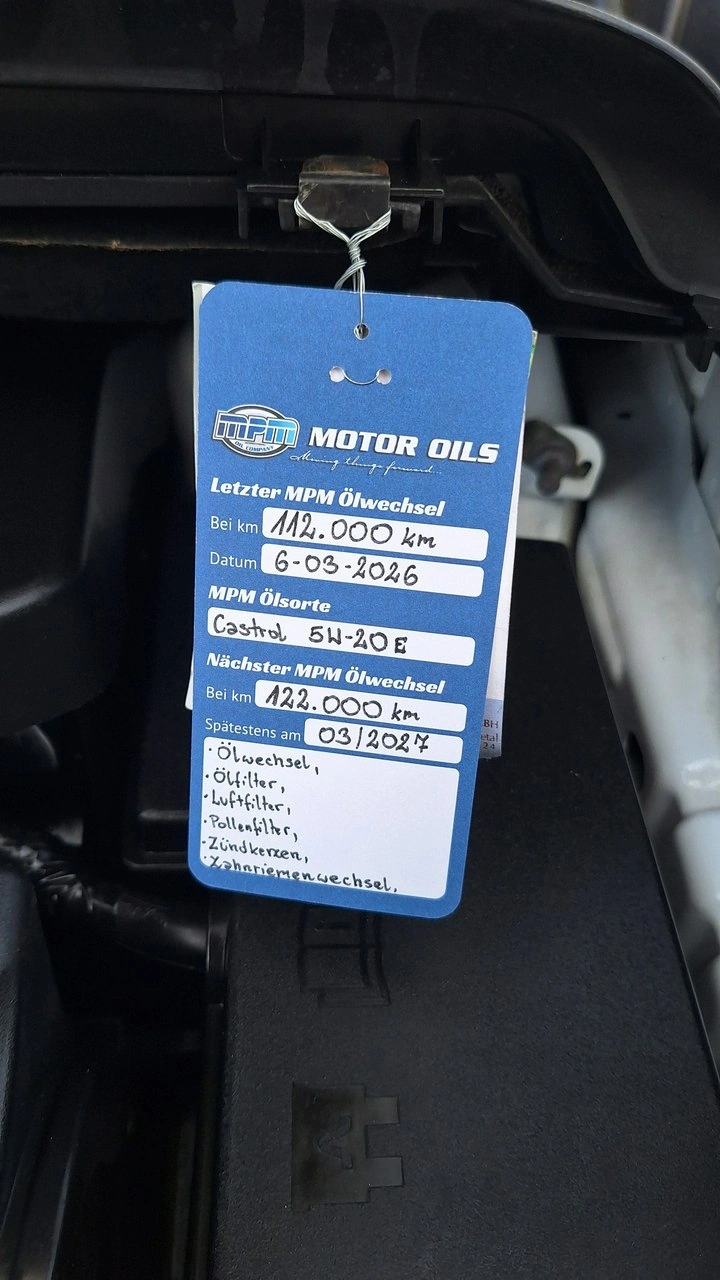 mpm
OIL COMPANY
MOTOR OILS
Moving things forward...
Letzter MPM Ölwechsel
Bei km 112.000 km
Datum 6-03-2026
MPM Ölsorte
Castrol 5W-20 E
Nächster MPM Ölwechsel
Bei km 122.000 km
Spätestens am 03/2027
· Ölwechsel,
· Ölfilter,
· Luftfilter,
· Pollenfilter,
· Zündkerzen,
· Zahnriemenwechsel.